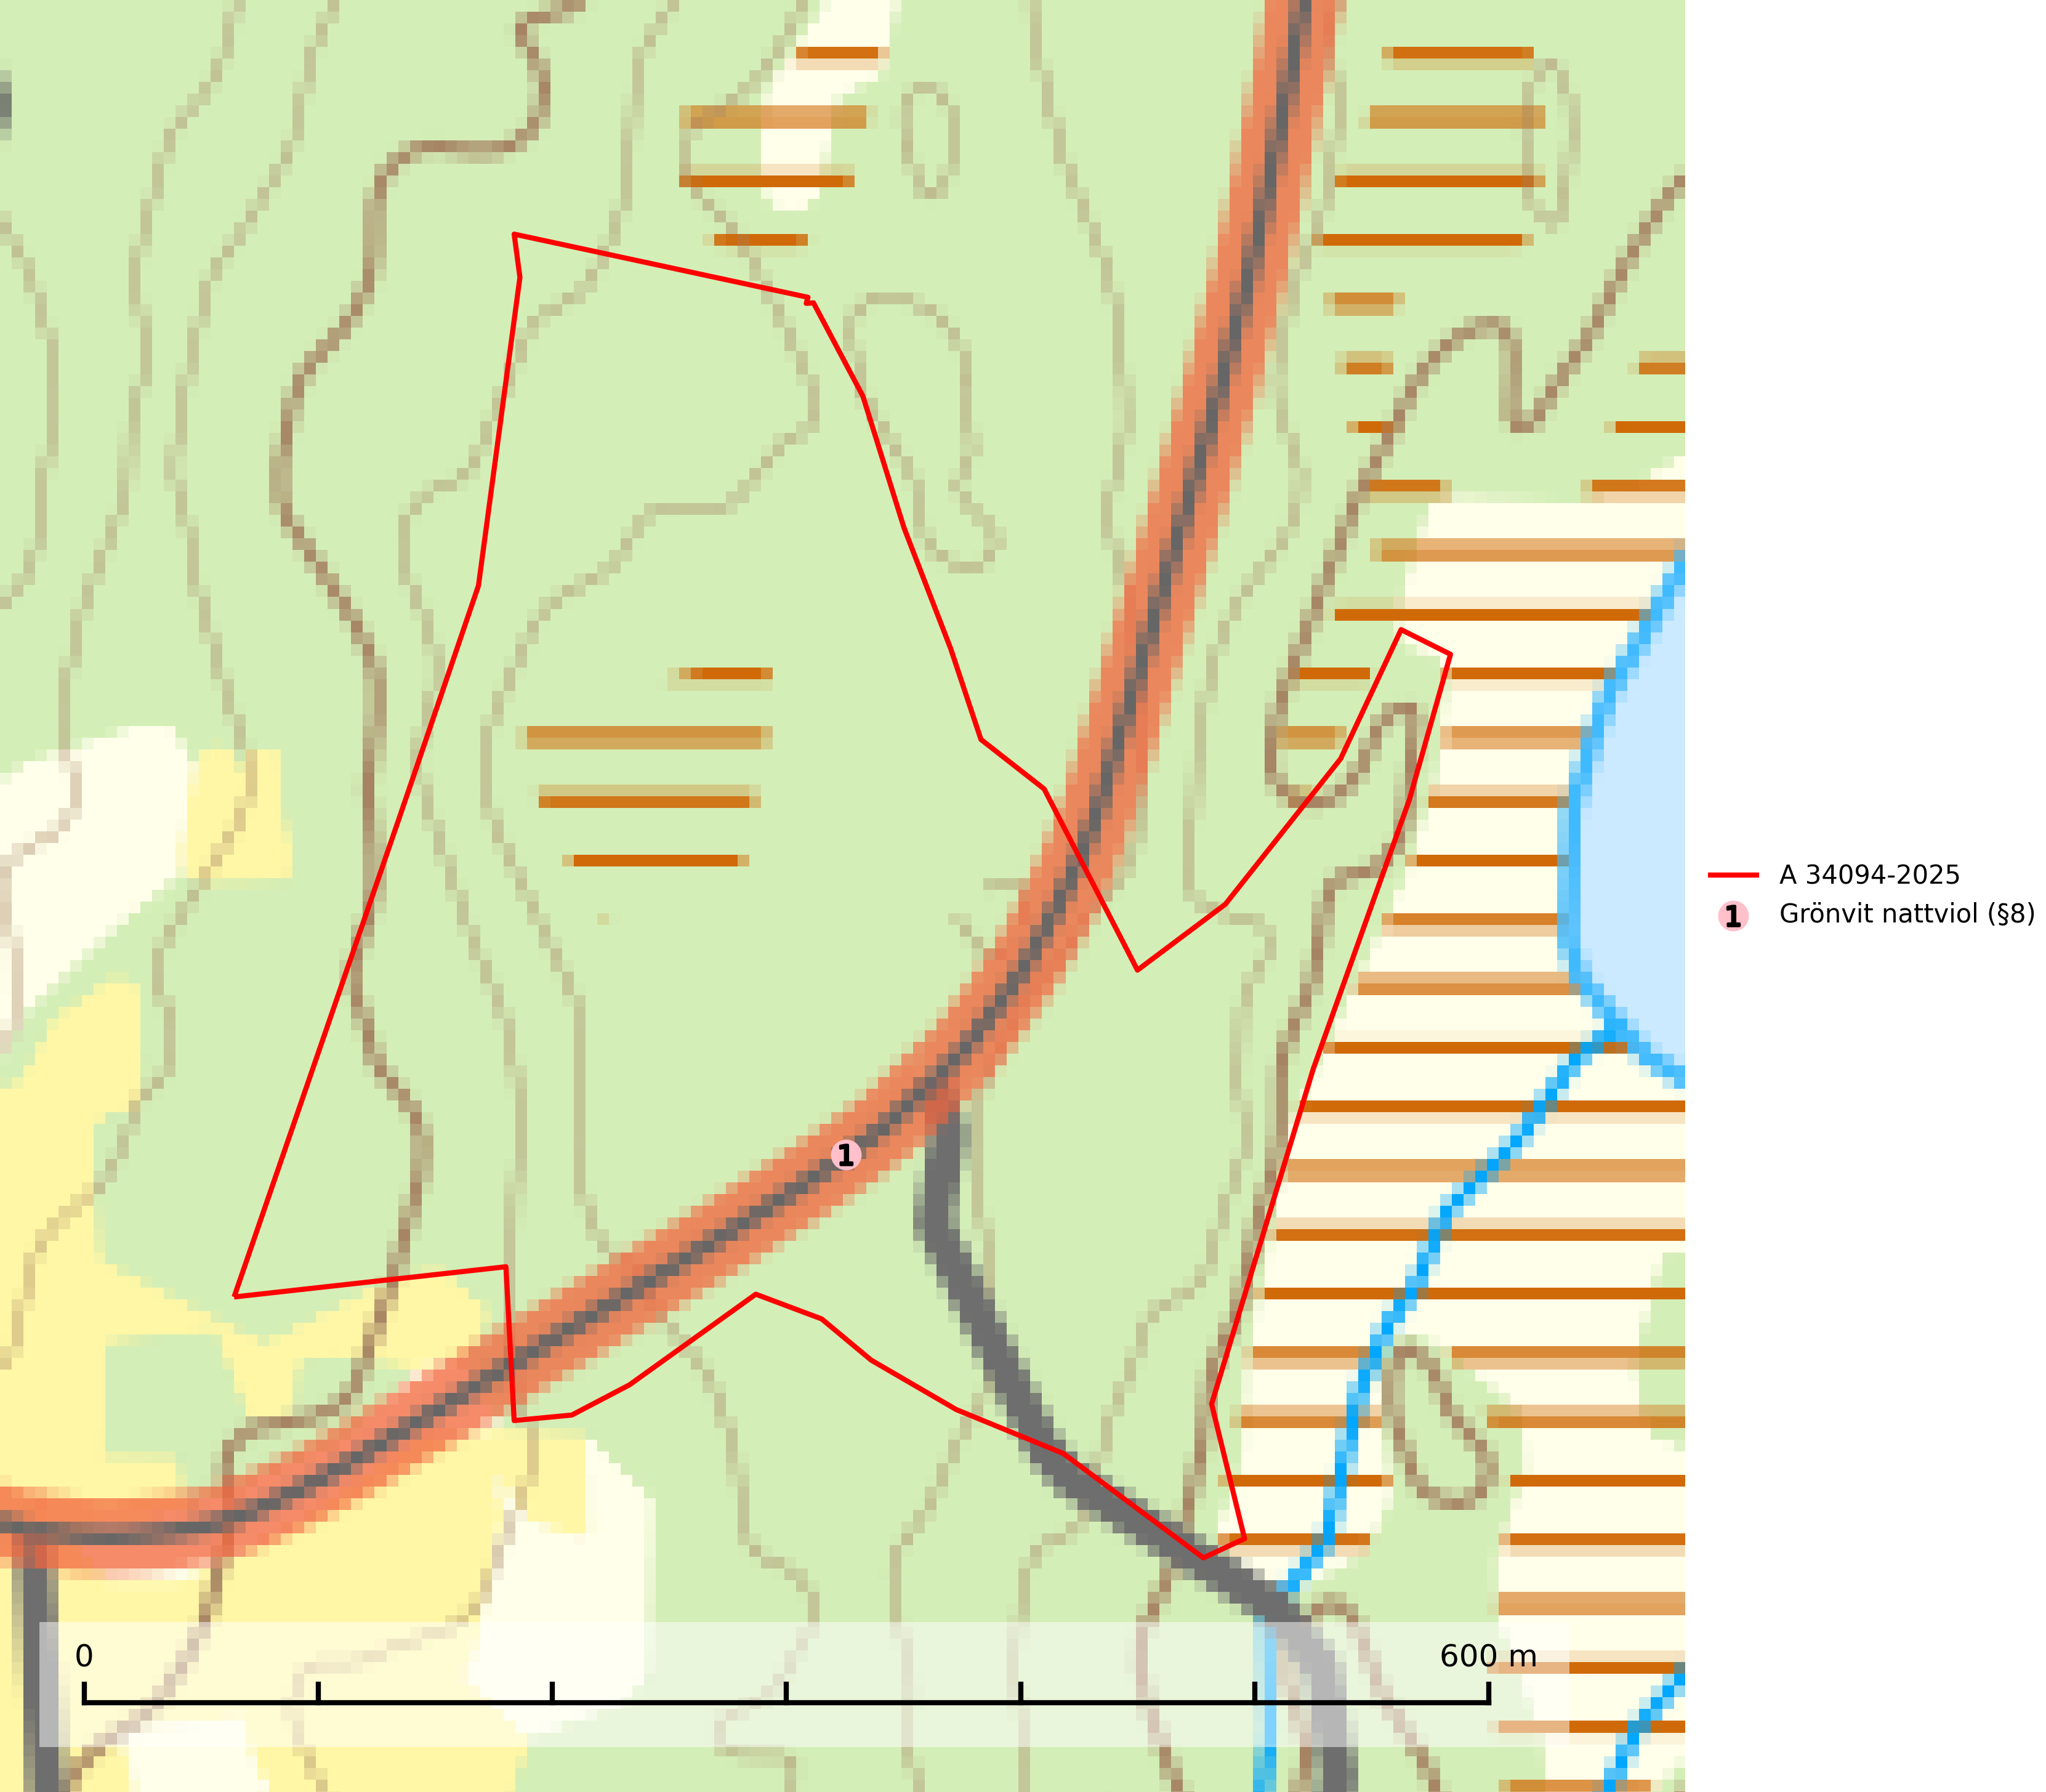 A 34094-2025
1 Grönvit nattviol (§8)
1
0 600 m